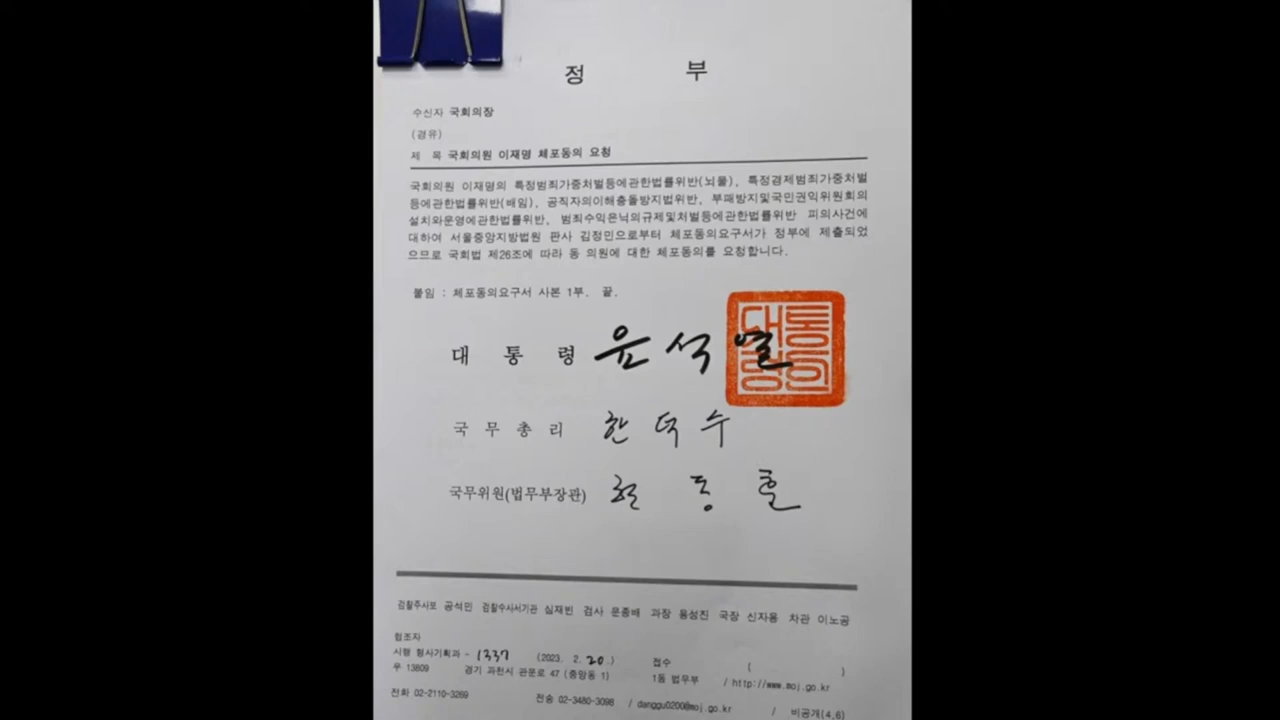 정 부
수신자 국회의장
(경유)
제 목 국회의원 이재명 체포동의 요청
국회의원 이재명의 특정범죄가중처벌등에관한법률위반(뇌물), 특정경제범죄가중처벌
등에관한법률위반(배임), 공직자의이해충돌방지법위반, 부패방지및국민권익위원회의
설치와운영에관한법률위반, 범죄수익은닉의규제및처벌등에관한법률위반 피의사건에
대하여 서울중앙지방법원 판사 김정민으로부터 체포동의요구서가 정부에 제출되었
으므로 국회법 제26조에 따라 동 의원에 대한 체포동의를 요청합니다.
붙임 : 체포동의요구서 사본 1부. 끝.
대 통 령 윤석열
대통령의
국 무 총 리 한덕수
국무위원(법무부장관) 한동훈
검찰주사보 공석민 검찰수사서기관 심재빈 검사 윤종배 과장 용성진 국장 신자용 차관 이노공
협조자
시행 형사기획과 - 1337 (2023. 2. 20.) 접수 ( )
우 13809 경기 과천시 관문로 47 (중앙동 1) 1동 법무부 / http://www.moj.go.kr
전화 02-2110-3269 전송 02-3480-3098 / danggu0200@moj.go.kr / 비공개(4,6)